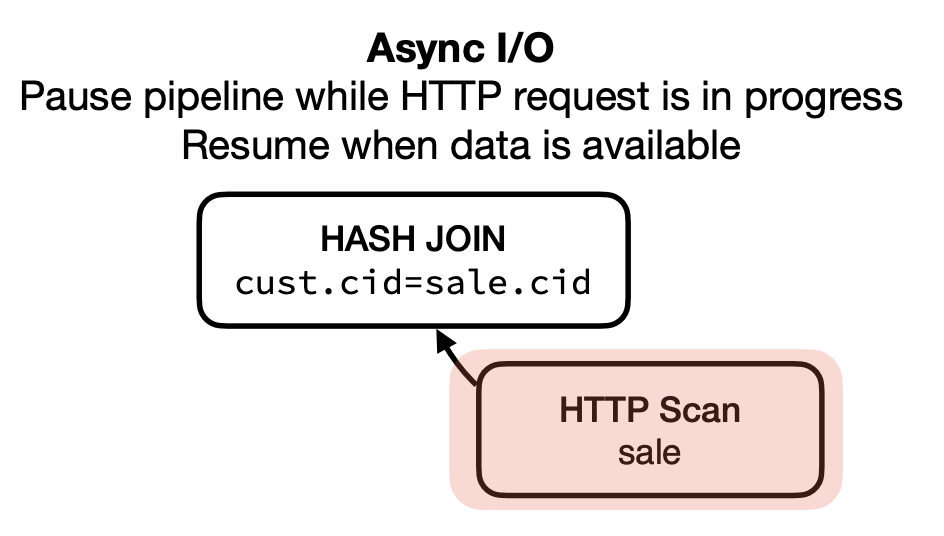 Async I/O
Pause pipeline while HTTP request is in progress
Resume when data is available
HASH JOIN
cust.cid=sale.cid
HTTP Scan
sale